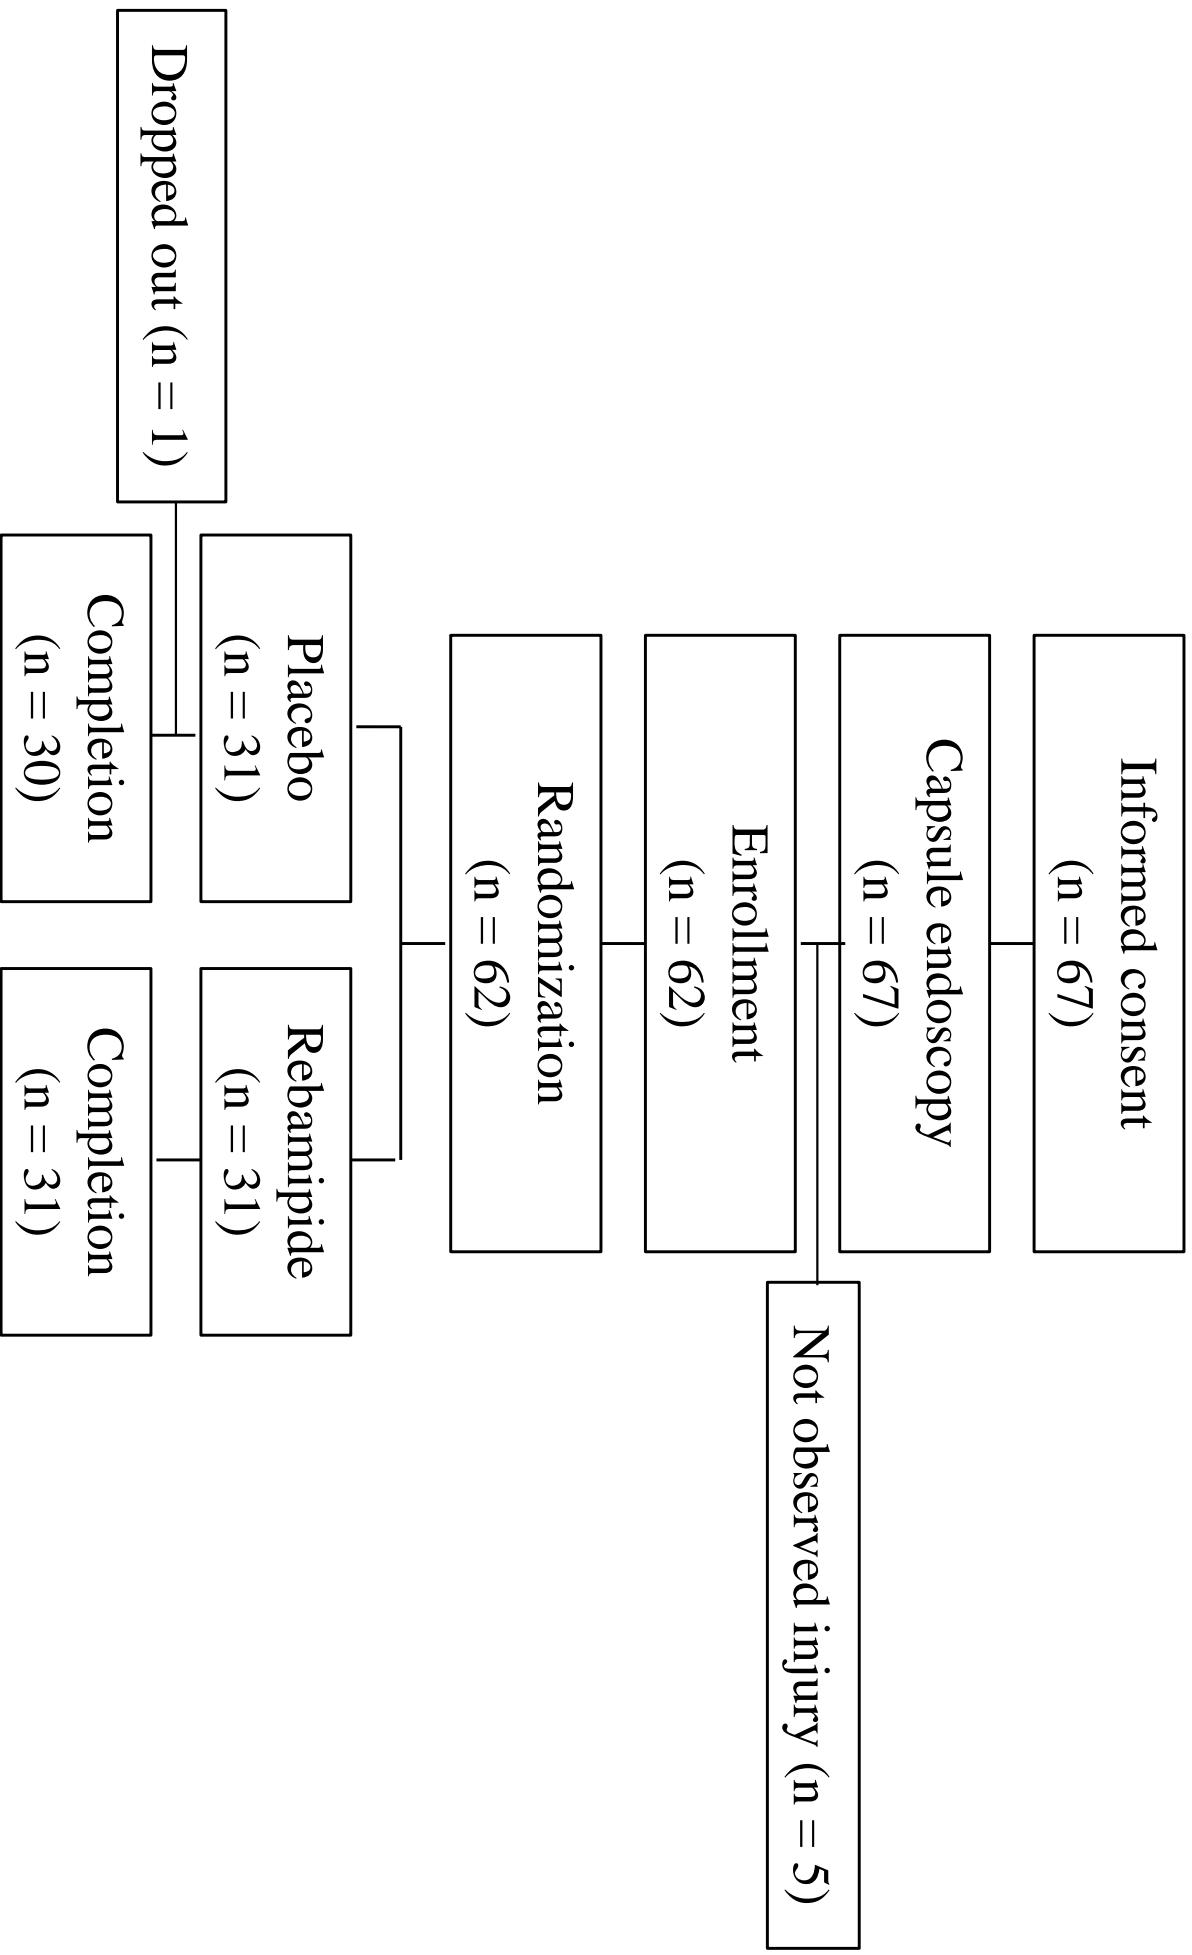 Informed consent
(n = 67)
Capsule endoscopy
(n = 67)
Not observed injury (n = 5)
Enrollment
(n = 62)
Randomization
(n = 62)
Placebo
(n = 31)
Rebamipide
(n = 31)
Dropped out (n = 1)
Completion
(n = 30)
Completion
(n = 31)